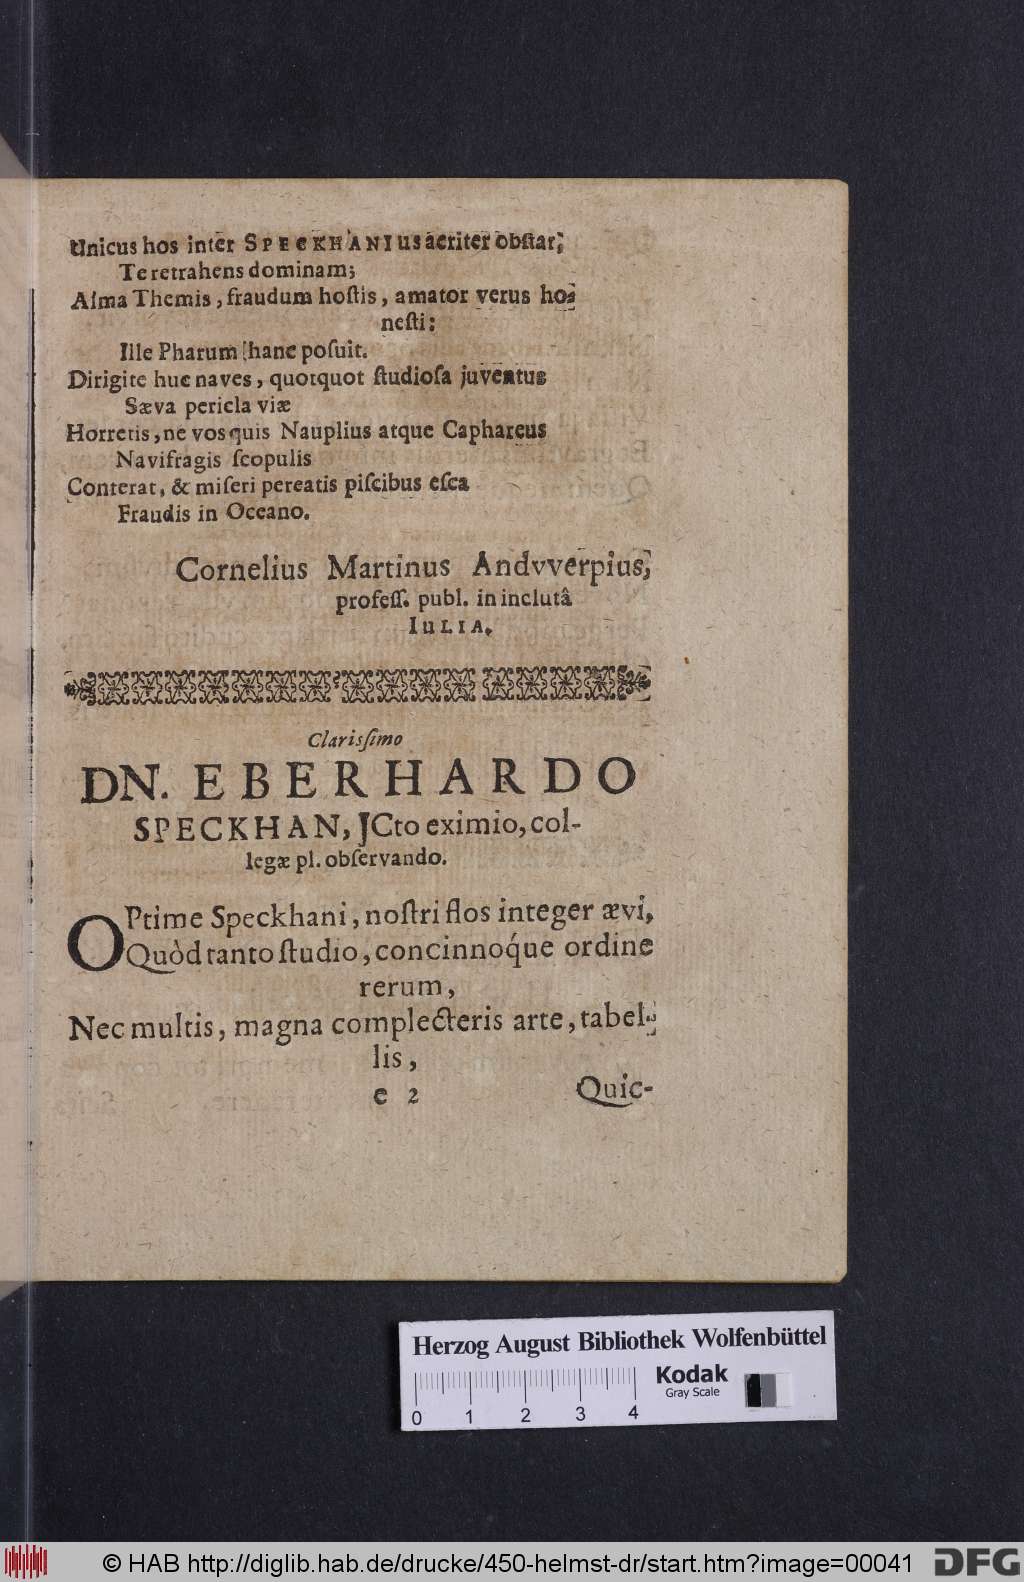 Unicus hos inter SPECKHANIus acriter obſtat,
Te retrahens dominam;
Alma Themis, fraudum hoſtis, amator verus ho-
neſti:
Ille Pharum hanc poſuit.
Dirigite huc naves, quotquot ſtudioſa juventus
Sæva pericla viæ
Horretis, ne vos quis Nauplius atque Caphareus
Navifragis ſcopulis
Conterat, & miſeri pereatis piſcibus eſca
Fraudis in Oceano.
Cornelius Martinus Andvverpius,
profeſſ. publ. in inclutâ
IuLIA.
Clarisſimo
DN. EBERHARDO
SPECKHAN, JCto eximio, col-
legæ pl. obſervando.
OPtime Speckhani, noſtri flos integer ævi,
Quòd tanto ſtudio, concinnoq́ue ordine
rerum,
Nec multis, magna complecteris arte, tabel-
lis,
e 2 Quic-
Herzog August Bibliothek Wolfenbüttel
Kodak
Gray Scale
0 1 2 3 4
© HAB http://diglib.hab.de/drucke/450-helmst-dr/start.htm?image=00041
DFG